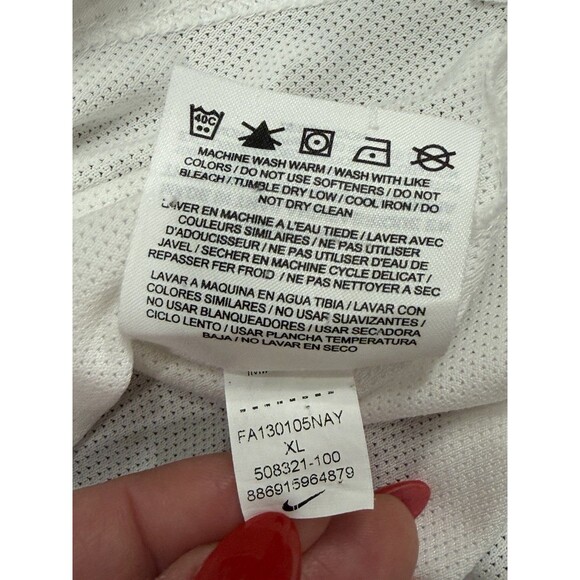 40C
MACHINE WASH WARM / WASH WITH LIKE
COLORS / DO NOT USE SOFTENERS / DO NOT
BLEACH / TUMBLE DRY LOW / COOL IRON / DO
NOT DRY CLEAN
LAVER EN MACHINE A L'EAU TIEDE / LAVER AVEC
COULEURS SIMILAIRES / NE PAS UTILISER
D'ADOUCISSEUR / NE PAS UTILISER D'EAU DE
JAVEL / SECHER EN MACHINE CYCLE DELICAT /
REPASSER FER FROID / NE PAS NETTOYER A SEC
LAVAR A MAQUINA EN AGUA TIBIA / LAVAR CON
COLORES SIMILARES / NO USAR SUAVIZANTES /
NO USAR BLANQUEADORES / USAR SECADORA
CICLO LENTO / USAR PLANCHA TEMPERATURA
BAJA / NO LAVAR EN SECO
FA130105NAY
XL
508321-100
886915964879